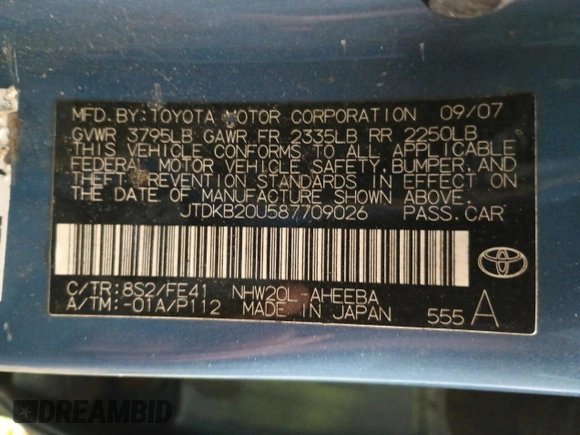 MFD. BY: TOYOTA MOTOR CORPORATION 09/07
GVWR 3795LB GAWR FR 2335LB RR 2250LB
THIS VEHICLE CONFORMS TO ALL APPLICABLE
FEDERAL MOTOR VEHICLE SAFETY, BUMPER, AND
THEFT PREVENTION STANDARDS IN EFFECT ON
THE DATE OF MANUFACTURE SHOWN ABOVE.
JTDKB20U587709026 PASS. CAR
C/TR: 8S2/FE41 NHW20L-AHEEBA
A/TM: -01A/P112 MADE IN JAPAN 555 A
DREAMBID